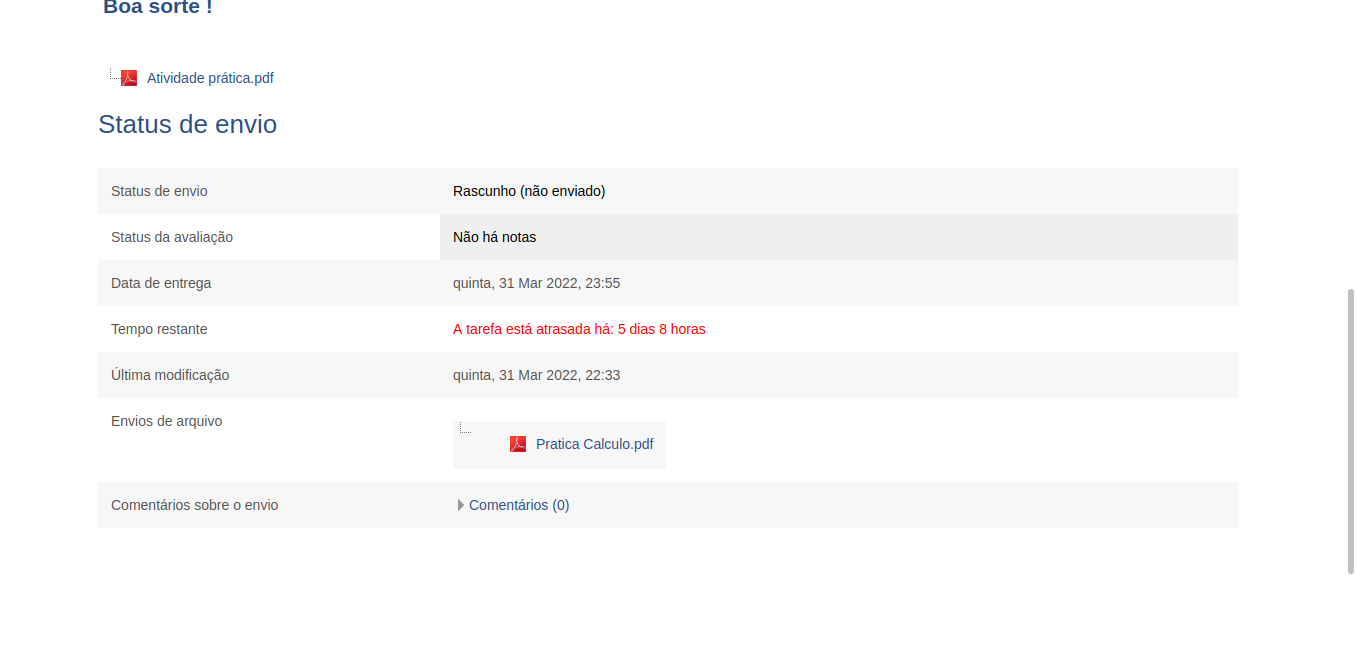 Boa sorte !
Atividade prática.pdf
Status de envio
Status de envio Rascunho (não enviado)
Status da avaliação Não há notas
Data de entrega quinta, 31 Mar 2022, 23:55
Tempo restante A tarefa está atrasada há: 5 dias 8 horas
Última modificação quinta, 31 Mar 2022, 22:33
Envios de arquivo
Pratica Calculo.pdf
Comentários sobre o envio Comentários (0)